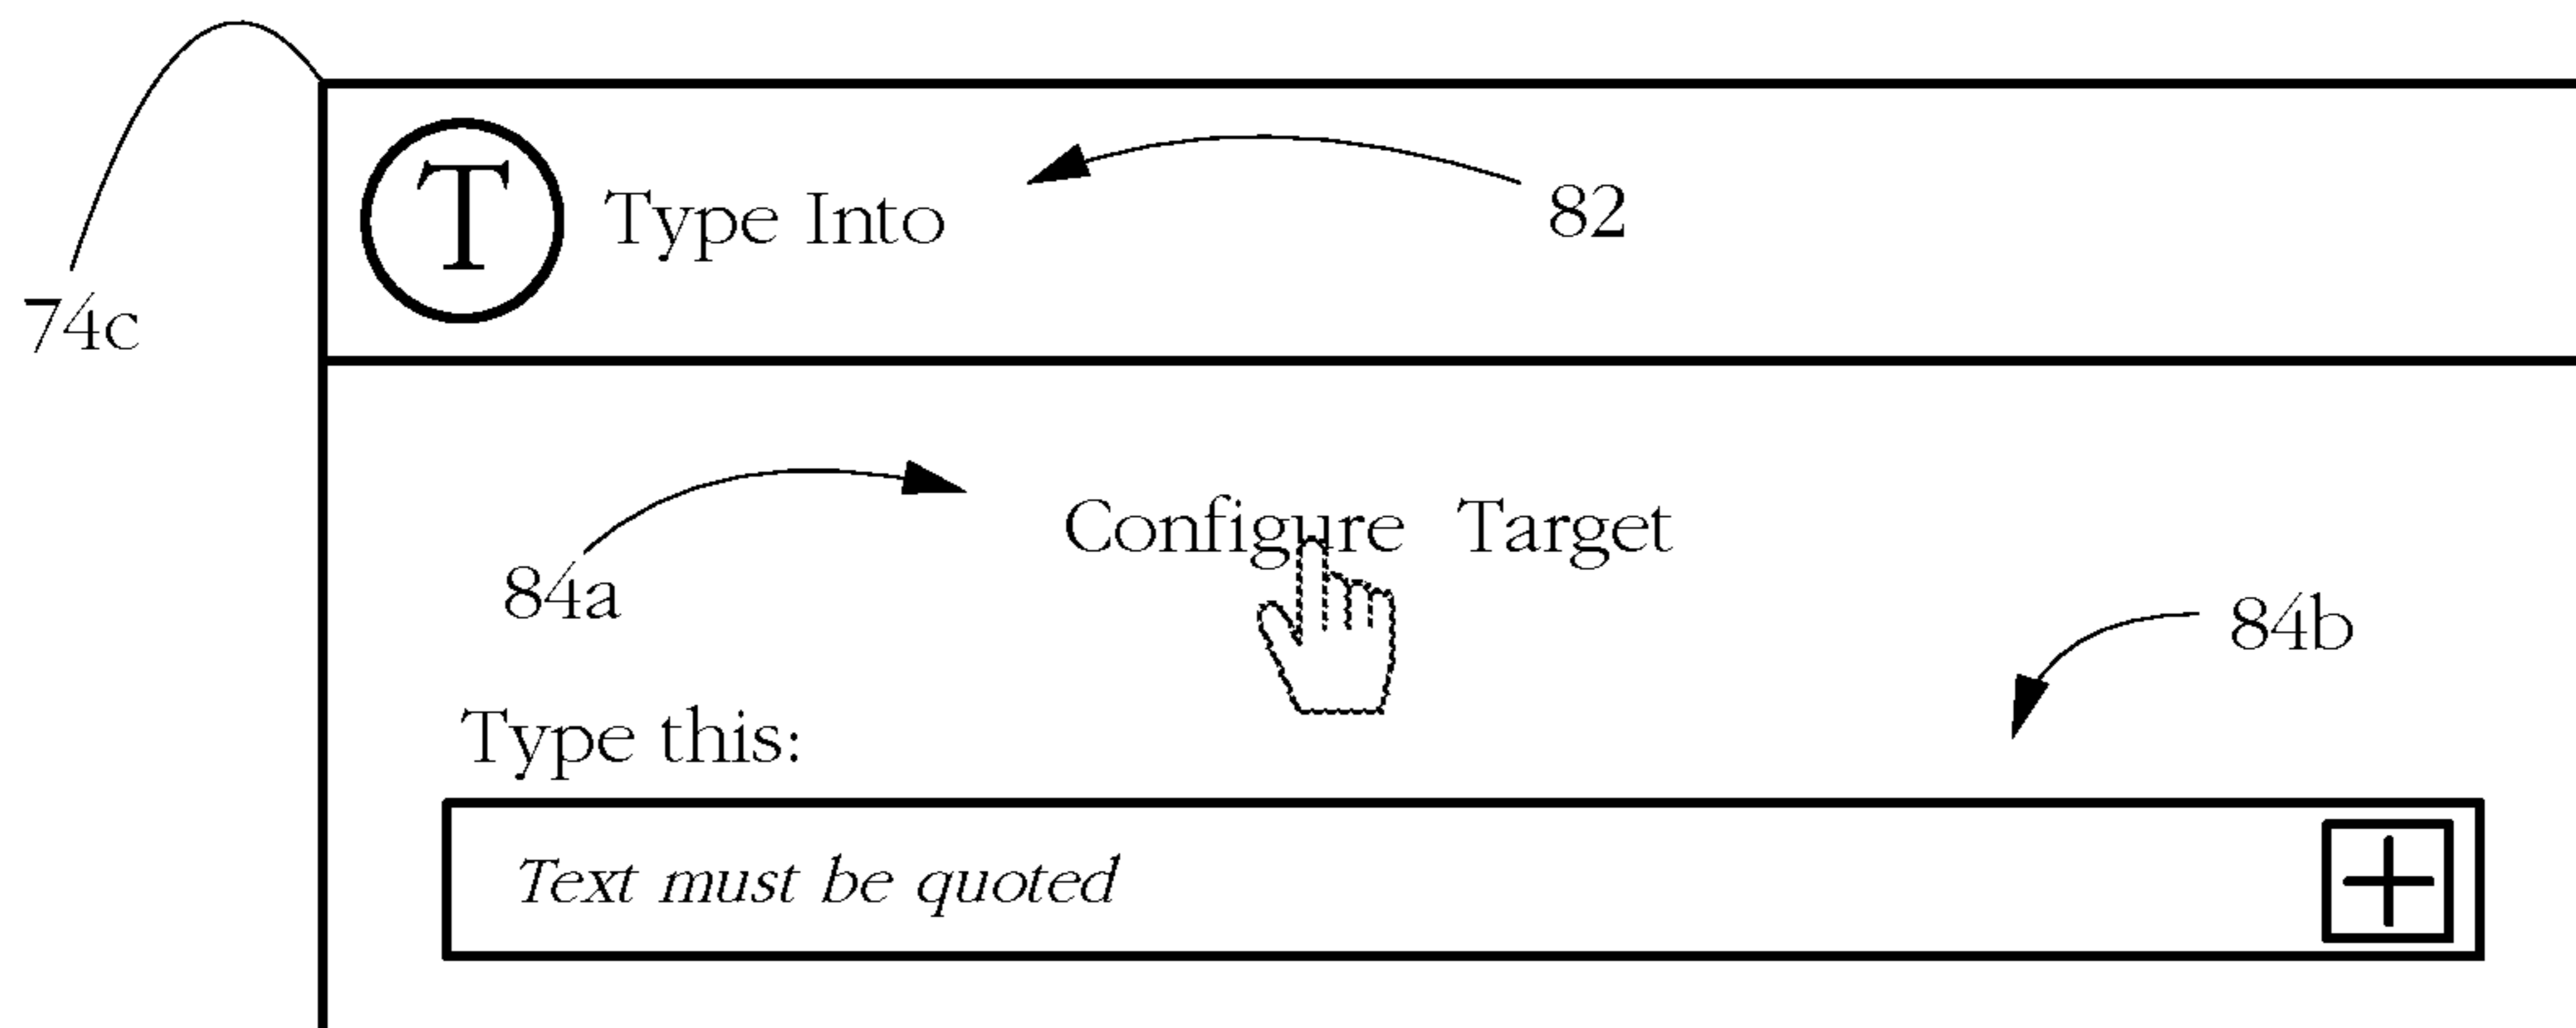 T Type Into
82
74c
Configure Target
84a
84b
Type this:
Text must be quoted